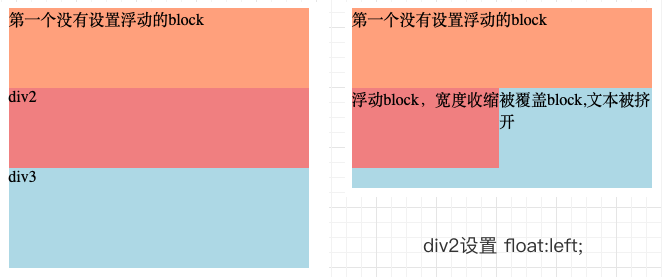 第一个没有设置浮动的block
div2
div3
第一个没有设置浮动的block
浮动block，宽度收缩
被覆盖block,文本被挤
开
div2设置 float:left;